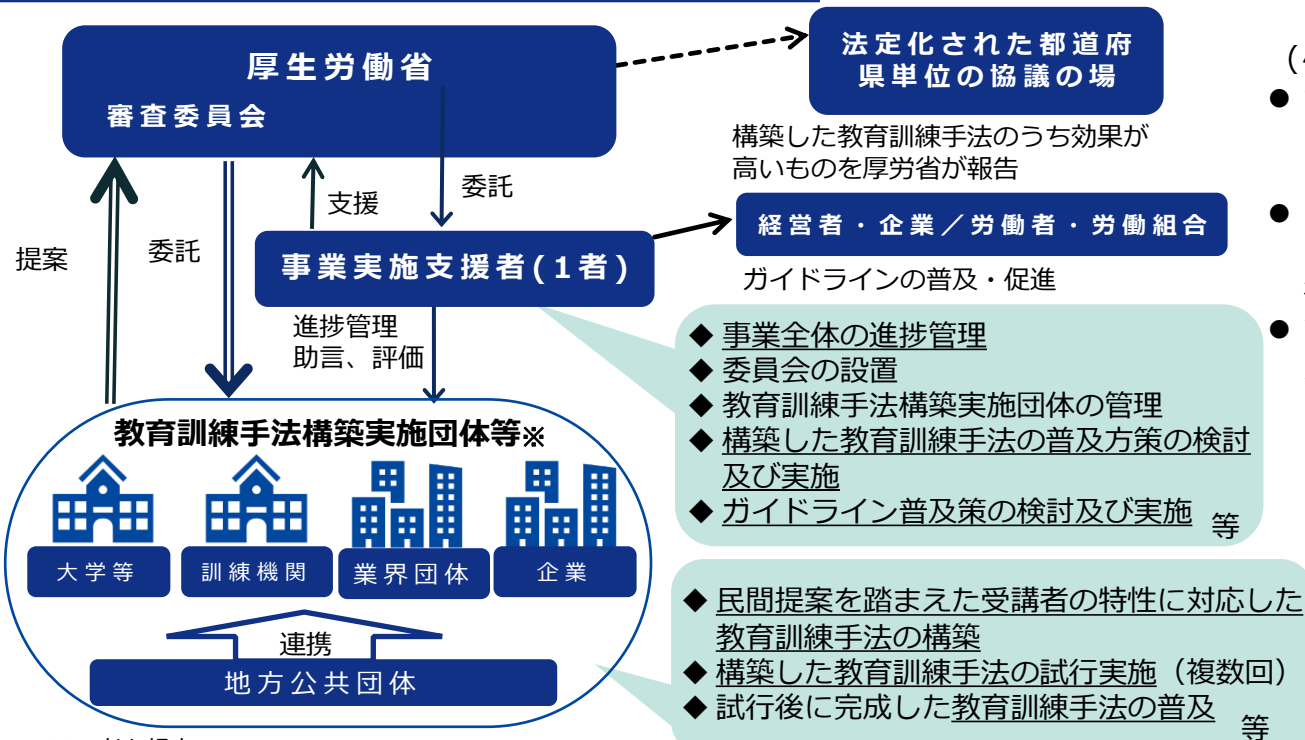 厚生労働省
審査委員会
法定化された都道府
県単位の協議の場
構築した教育訓練手法のうち効果が
高いものを厚労省が報告
提案
委託
支援
委託
事業実施支援者(1者)
経営者・企業／労働者・労働組合
ガイドラインの普及・促進
進捗管理
助言、評価
◆ 事業全体の進捗管理
◆ 委員会の設置
◆ 教育訓練手法構築実施団体の管理
◆ 構築した教育訓練手法の普及方策の検討
及び実施
◆ ガイドライン普及策の検討及び実施 等
教育訓練手法構築実施団体等※
大学等
訓練機関
業界団体
企業
連携
地方公共団体
◆ 民間提案を踏まえた受講者の特性に対応した
教育訓練手法の構築
◆ 構築した教育訓練手法の試行実施（複数回）
◆ 試行後に完成した教育訓練手法の普及 等